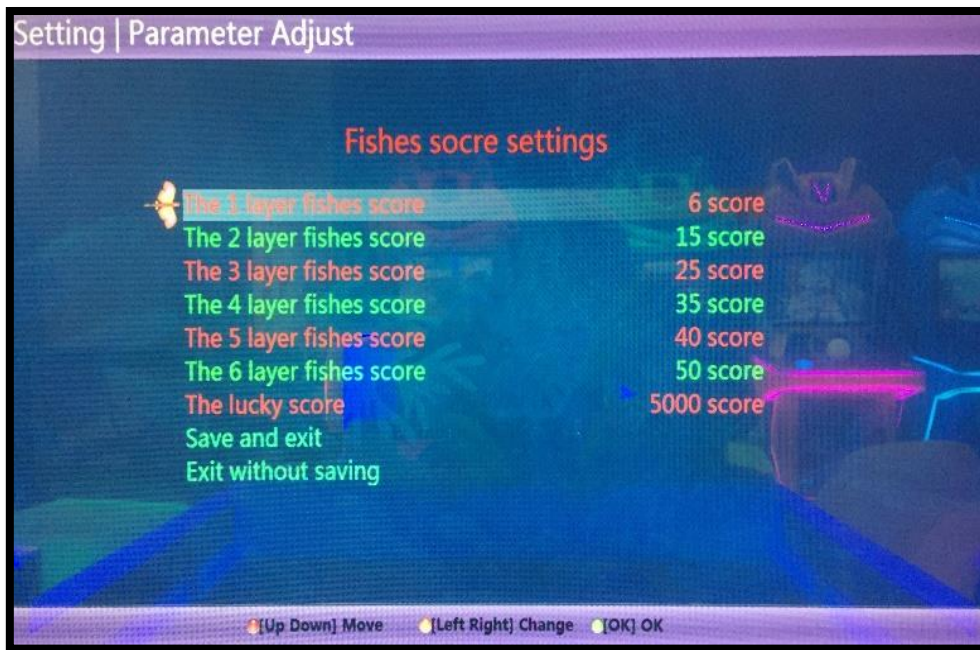 Setting | Parameter Adjust
Fishes socre settings
The 1 layer fishes score 6 score
The 2 layer fishes score 15 score
The 3 layer fishes score 25 score
The 4 layer fishes score 35 score
The 5 layer fishes score 40 score
The 6 layer fishes score 50 score
The lucky score 5000 score
Save and exit
Exit without saving
[Up Down] Move [Left Right] Change [OK] OK